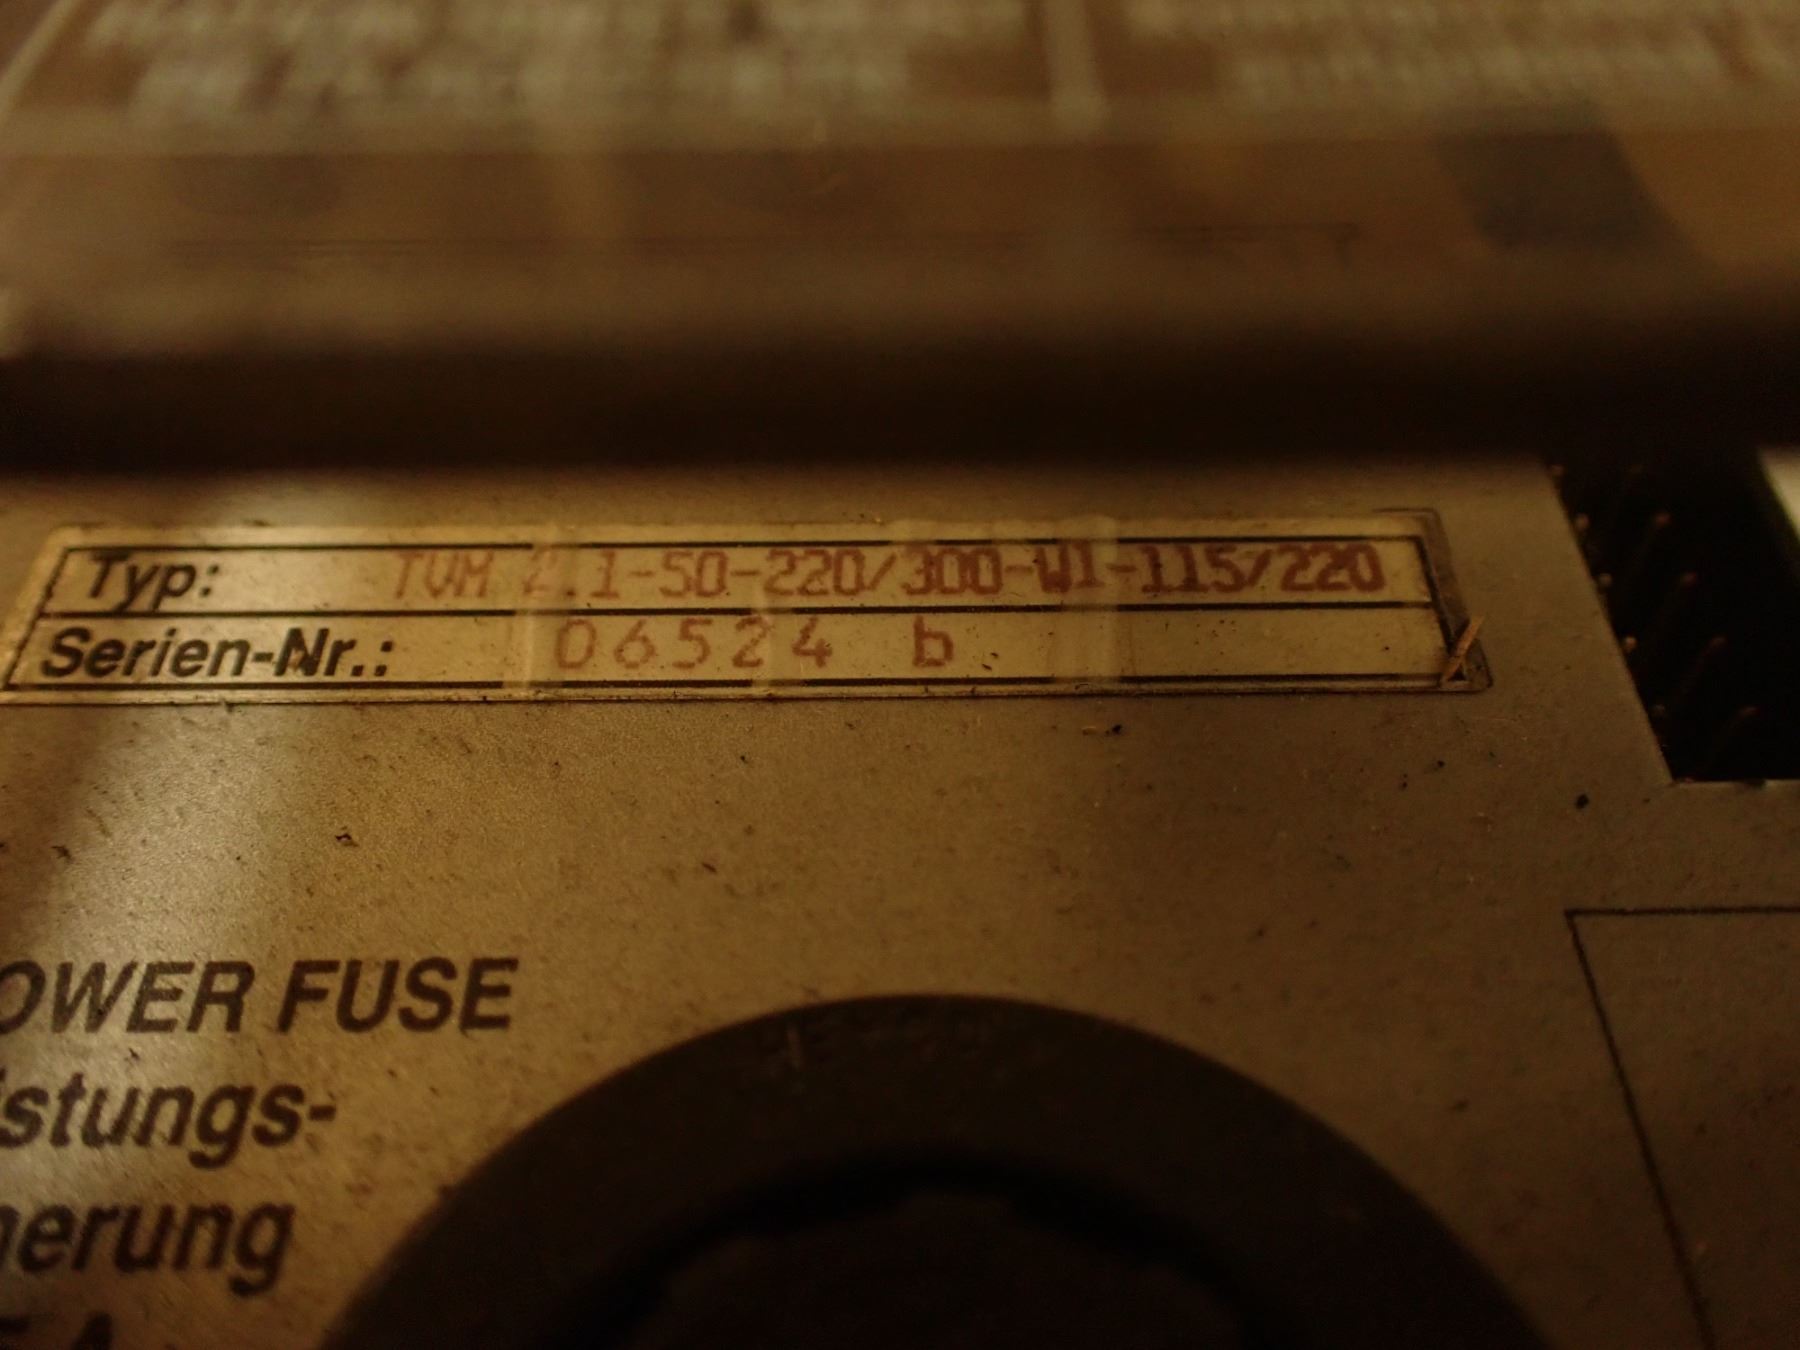 Typ: TVM 2.1-50-220/300-W1-115/220
Serien-Nr.: 06524 b
OWER FUSE
istungs-
herung